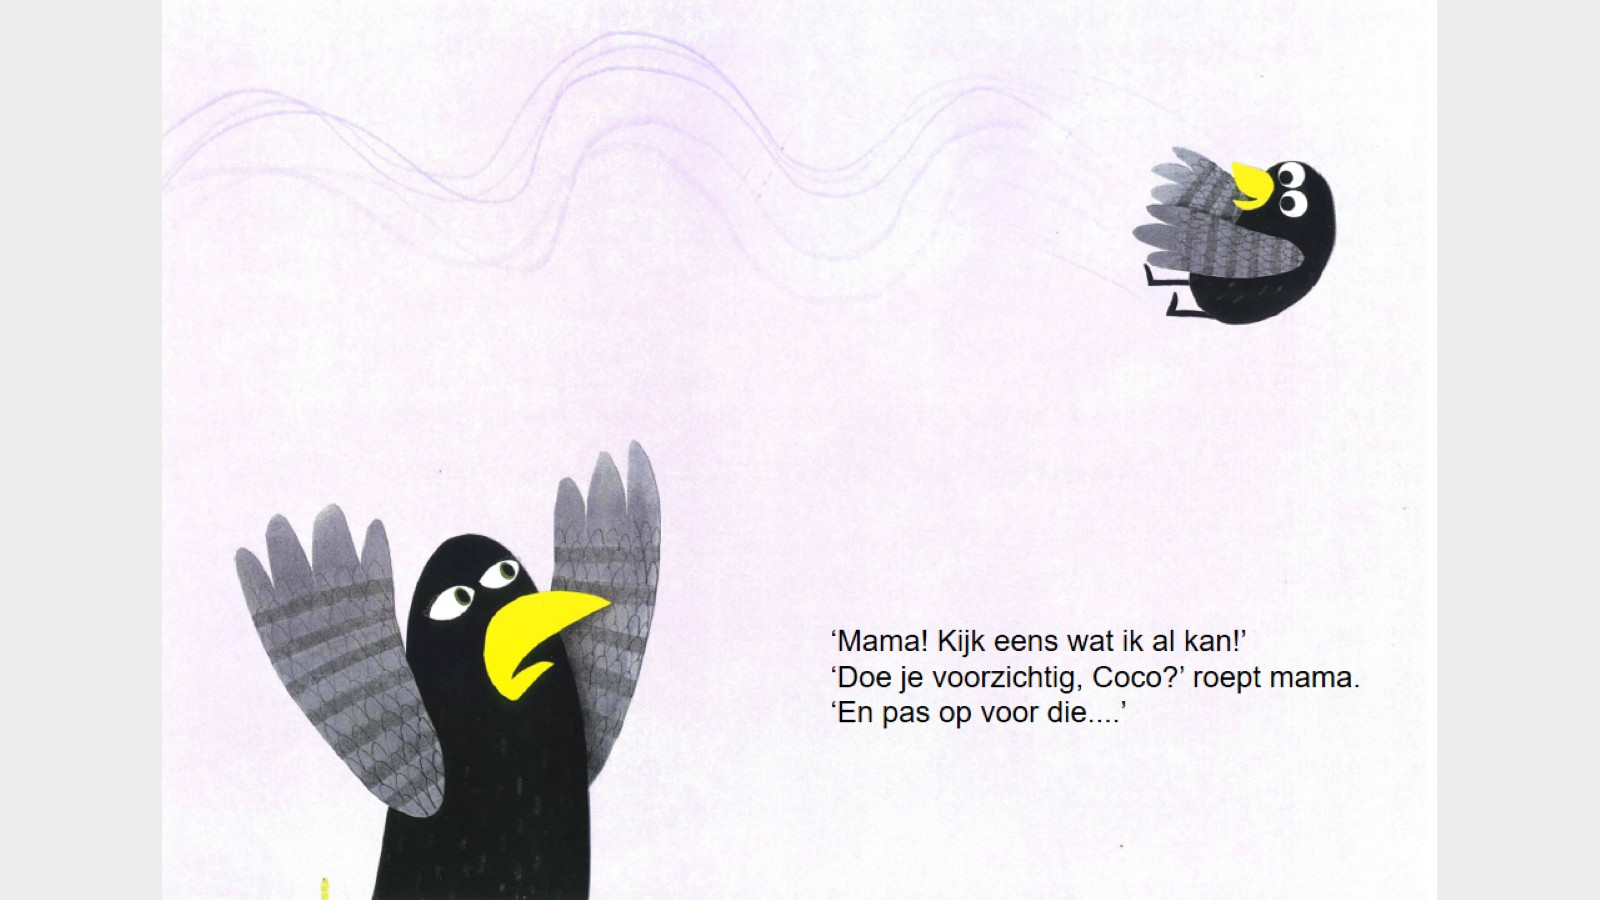 ‘Mama! Kijk eens wat ik al kan!’
‘Doe je voorzichtig, Coco?’ roept mama.
‘En pas op voor die....’